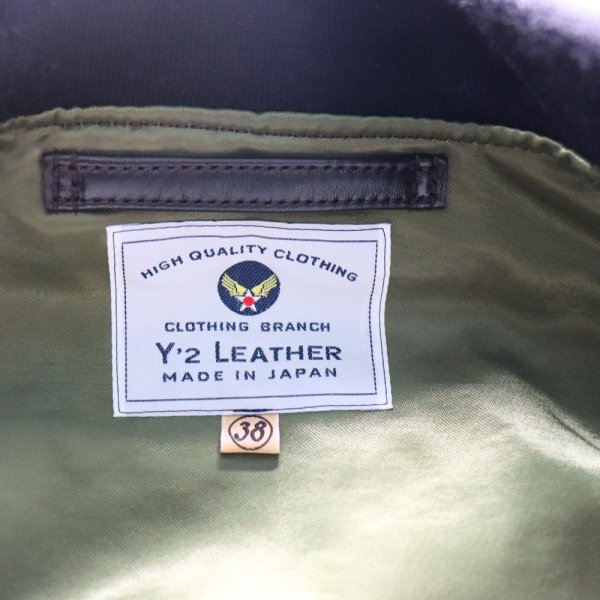 HIGH QUALITY CLOTHING
CLOTHING BRANCH
Y'2 LEATHER
MADE IN JAPAN
38